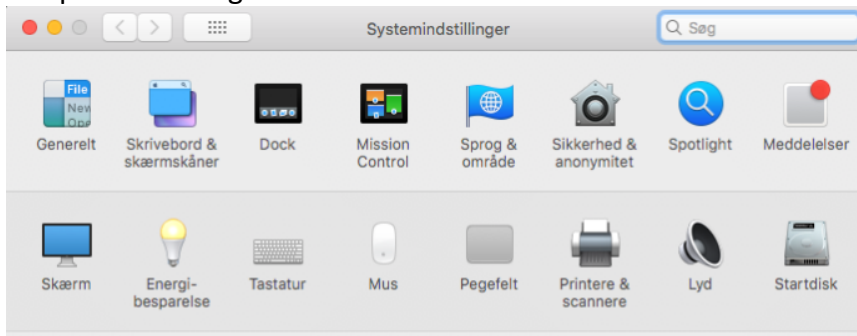 Systemindstillinger
Søg
File
New
Generelt
Skrivebord &
skærmskåner
Dock
Mission
Control
Sprog &
område
Sikkerhed &
anonymitet
Spotlight
Meddelelser
Skærm
Energi-
besparelse
Tastatur
Mus
Pegefelt
Printere &
scannere
Lyd
Startdisk